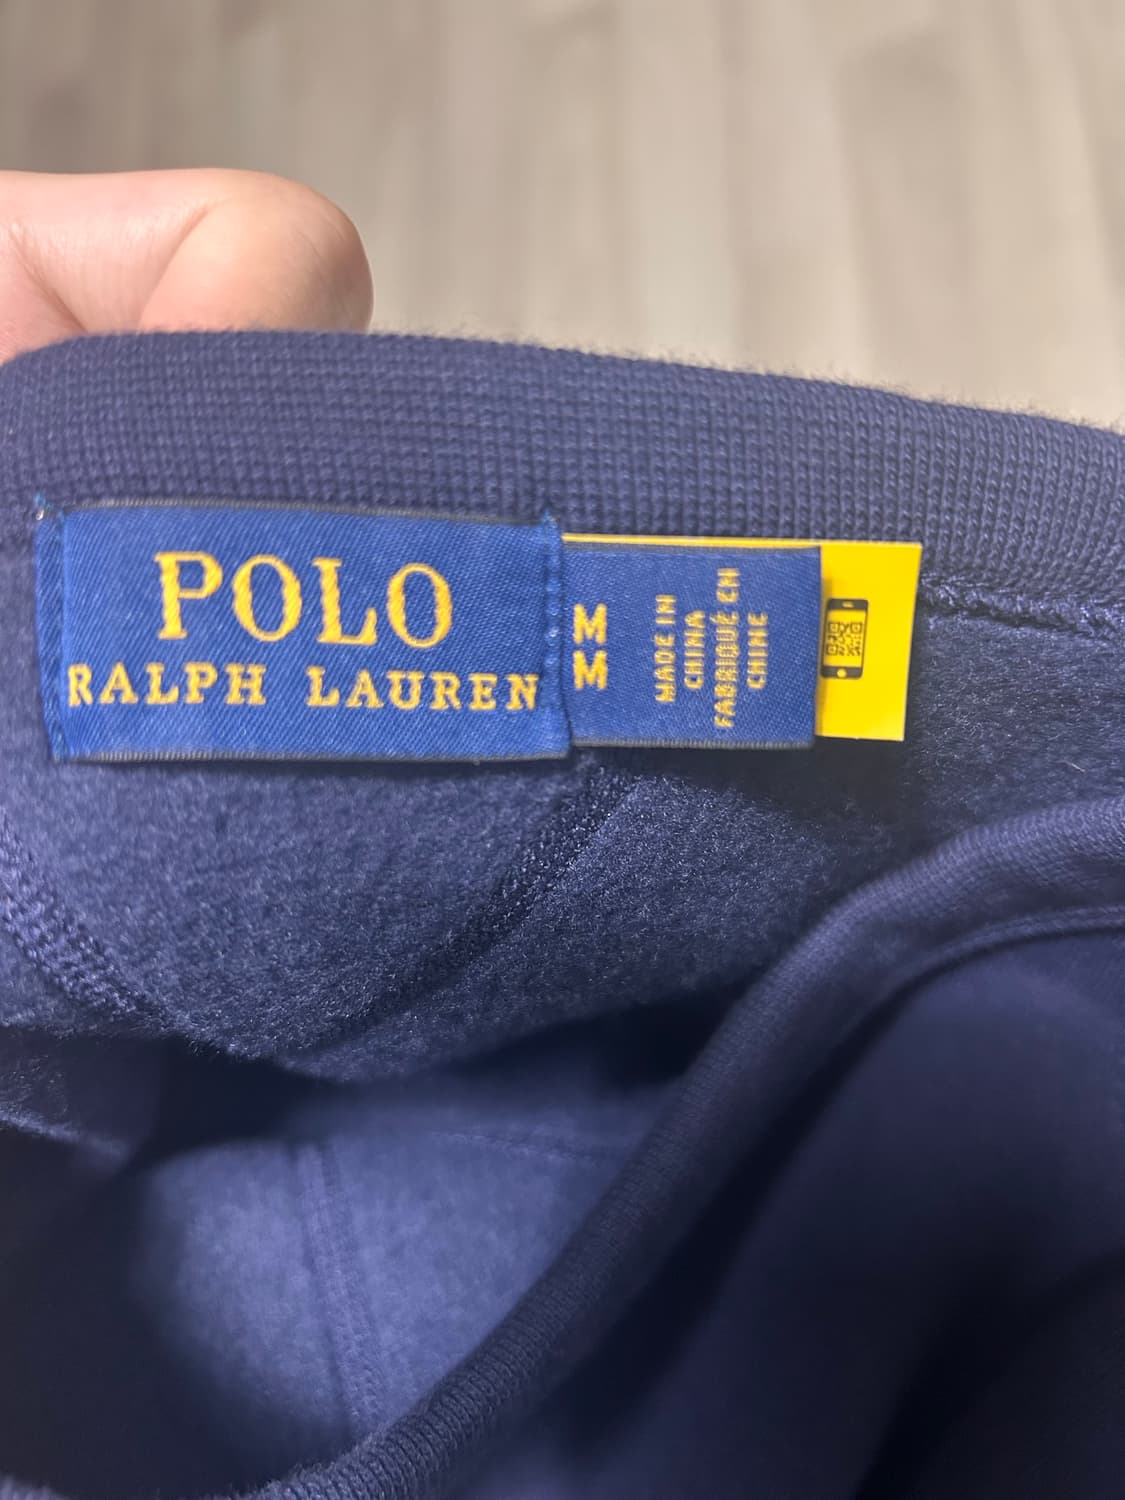 POLO
RALPH LAUREN
M
M
MADE IN
CHINA
FABRIQUÉ EN
CHINE